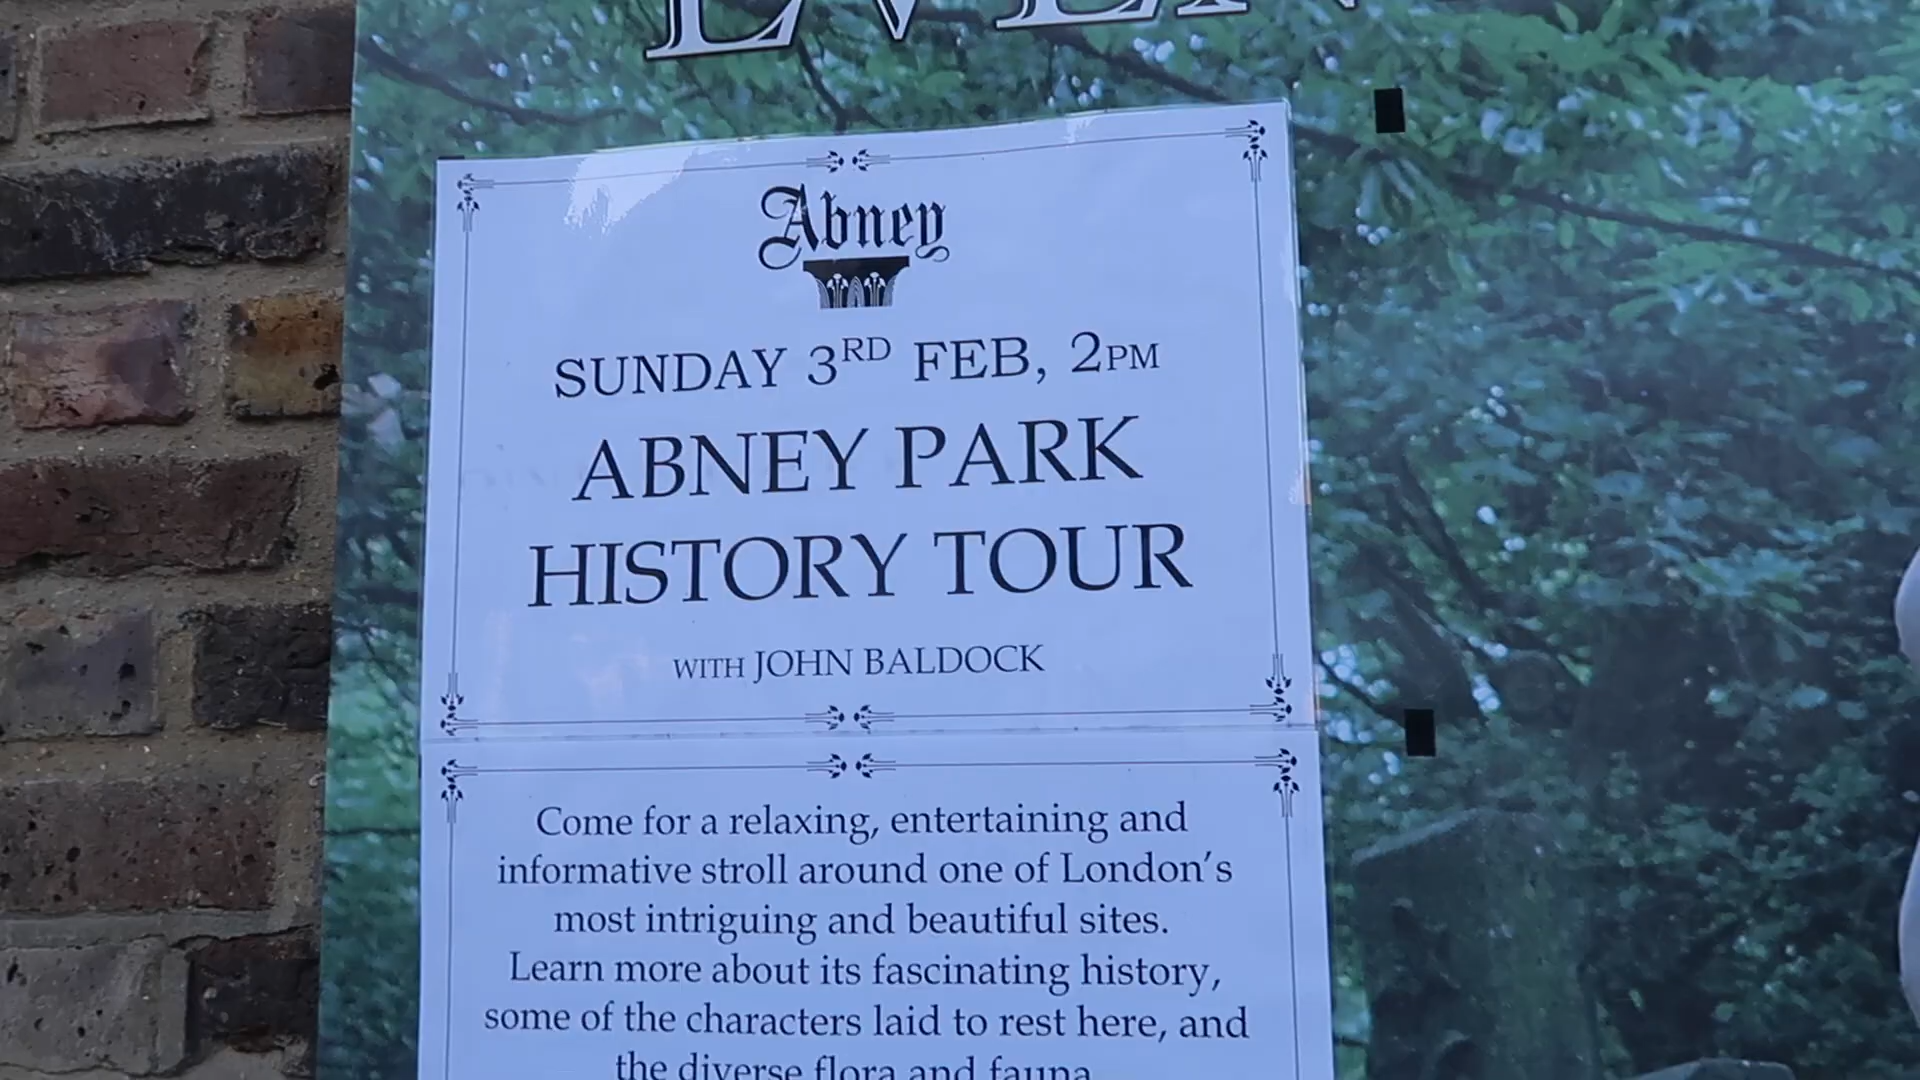 Abney
SUNDAY 3RD FEB, 2PM
ABNEY PARK
HISTORY TOUR
WITH JOHN BALDOCK
Come for a relaxing, entertaining and
informative stroll around one of London's
most intriguing and beautiful sites.
Learn more about its fascinating history,
some of the characters laid to rest here, and
the diverse flora and fauna